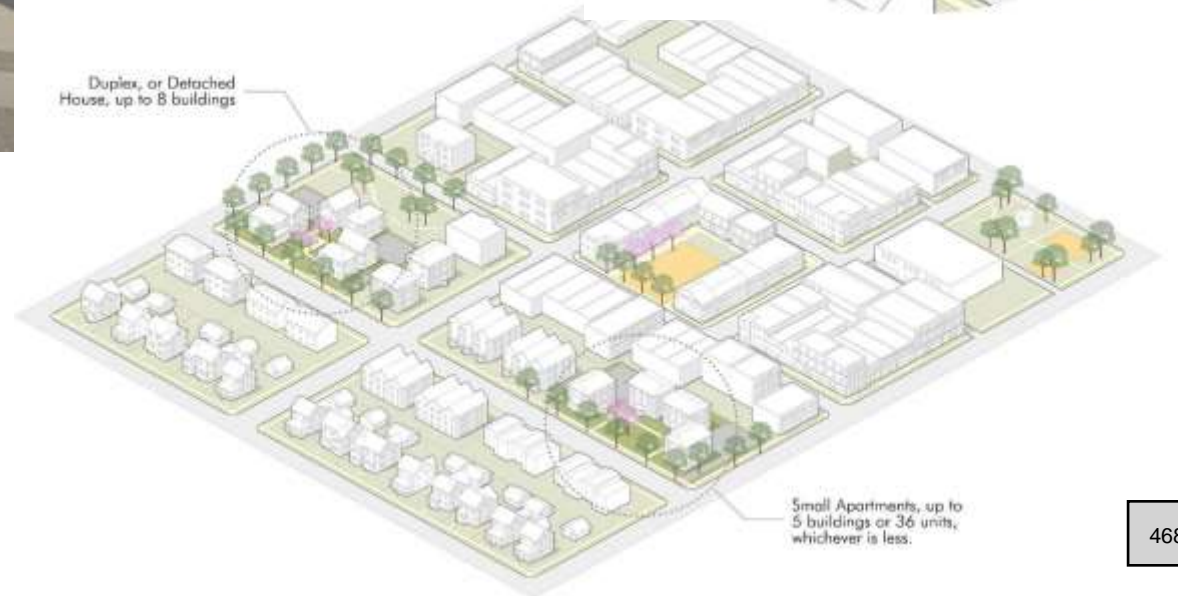 Duplex, or Detached
House, up to 8 buildings
Small Apartments, up to
5 buildings or 36 units,
whichever is less.
468